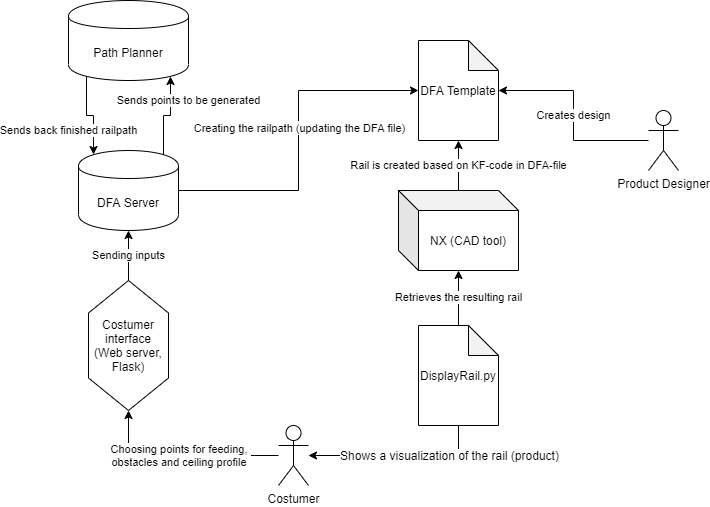 Path Planner
Sends points to be generated
Sends back finished railpath
DFA Server
Creating the railpath (updating the DFA file)
DFA Template
Creates design
Product Designer
Rail is created based on KF-code in DFA-file
NX (CAD tool)
Sending inputs
Retrieves the resulting rail
Costumer
interface
(Web server,
Flask)
DisplayRail.py
Choosing points for feeding,
obstacles and ceiling profile
Shows a visualization of the rail (product)
Costumer